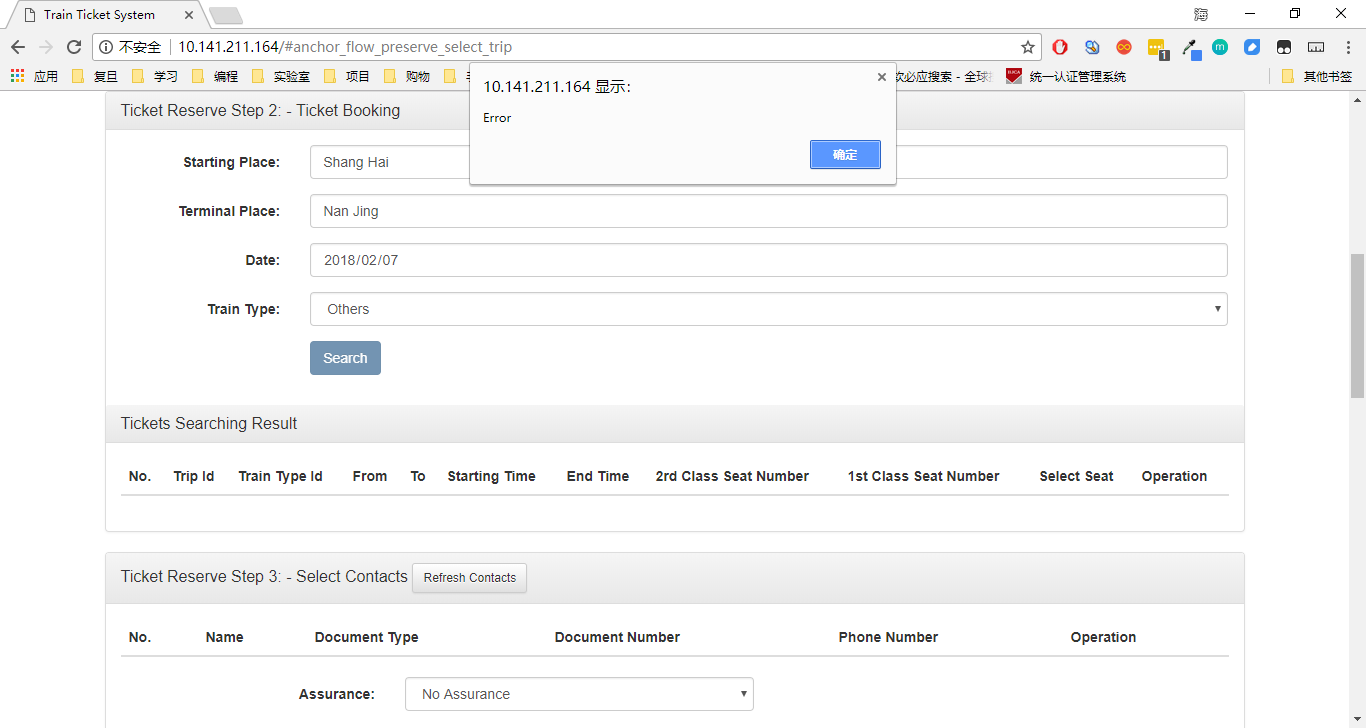 Train Ticket System
不安全 10.141.211.164/#anchor_flow_preserve_select_trip
1
应用 复旦 学习 编程 实验室 项目 购物 必应搜索 - 全球 统一认证管理系统 其他书签
10.141.211.164 显示：
Error
确定
Ticket Reserve Step 2: - Ticket Booking
Starting Place: Shang Hai
Terminal Place: Nan Jing
Date: 2018/02/07
Train Type: Others
Search
Tickets Searching Result
No. Trip Id Train Type Id From To Starting Time End Time 2rd Class Seat Number 1st Class Seat Number Select Seat Operation
Ticket Reserve Step 3: - Select Contacts Refresh Contacts
No. Name Document Type Document Number Phone Number Operation
Assurance: No Assurance